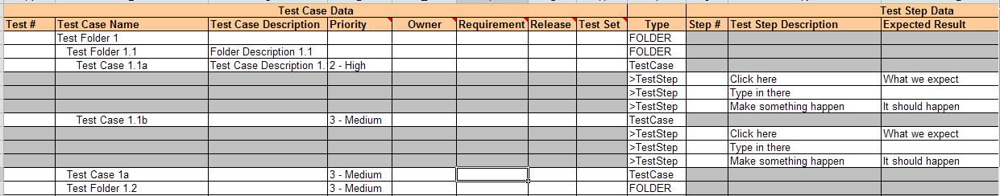 Test Case Data Test Step Data
Test # Test Case Name Test Case Description Priority Owner Requirement Release Test Set Type Step # Test Step Description Expected Result
Test Folder 1 FOLDER
Test Folder 1.1 Folder Description 1.1 FOLDER
Test Case 1.1a Test Case Description 1. 2 - High TestCase
>TestStep Click here What we expect
>TestStep Type in there
>TestStep Make something happen It should happen
Test Case 1.1b 3 - Medium TestCase
>TestStep Click here What we expect
>TestStep Type in there
>TestStep Make something happen It should happen
Test Case 1a 3 - Medium TestCase
Test Folder 1.2 3 - Medium FOLDER